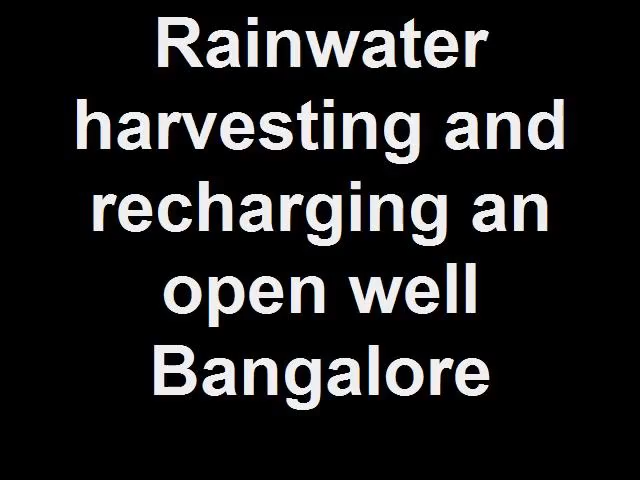 Rainwater
harvesting and
recharging an
open well
Bangalore